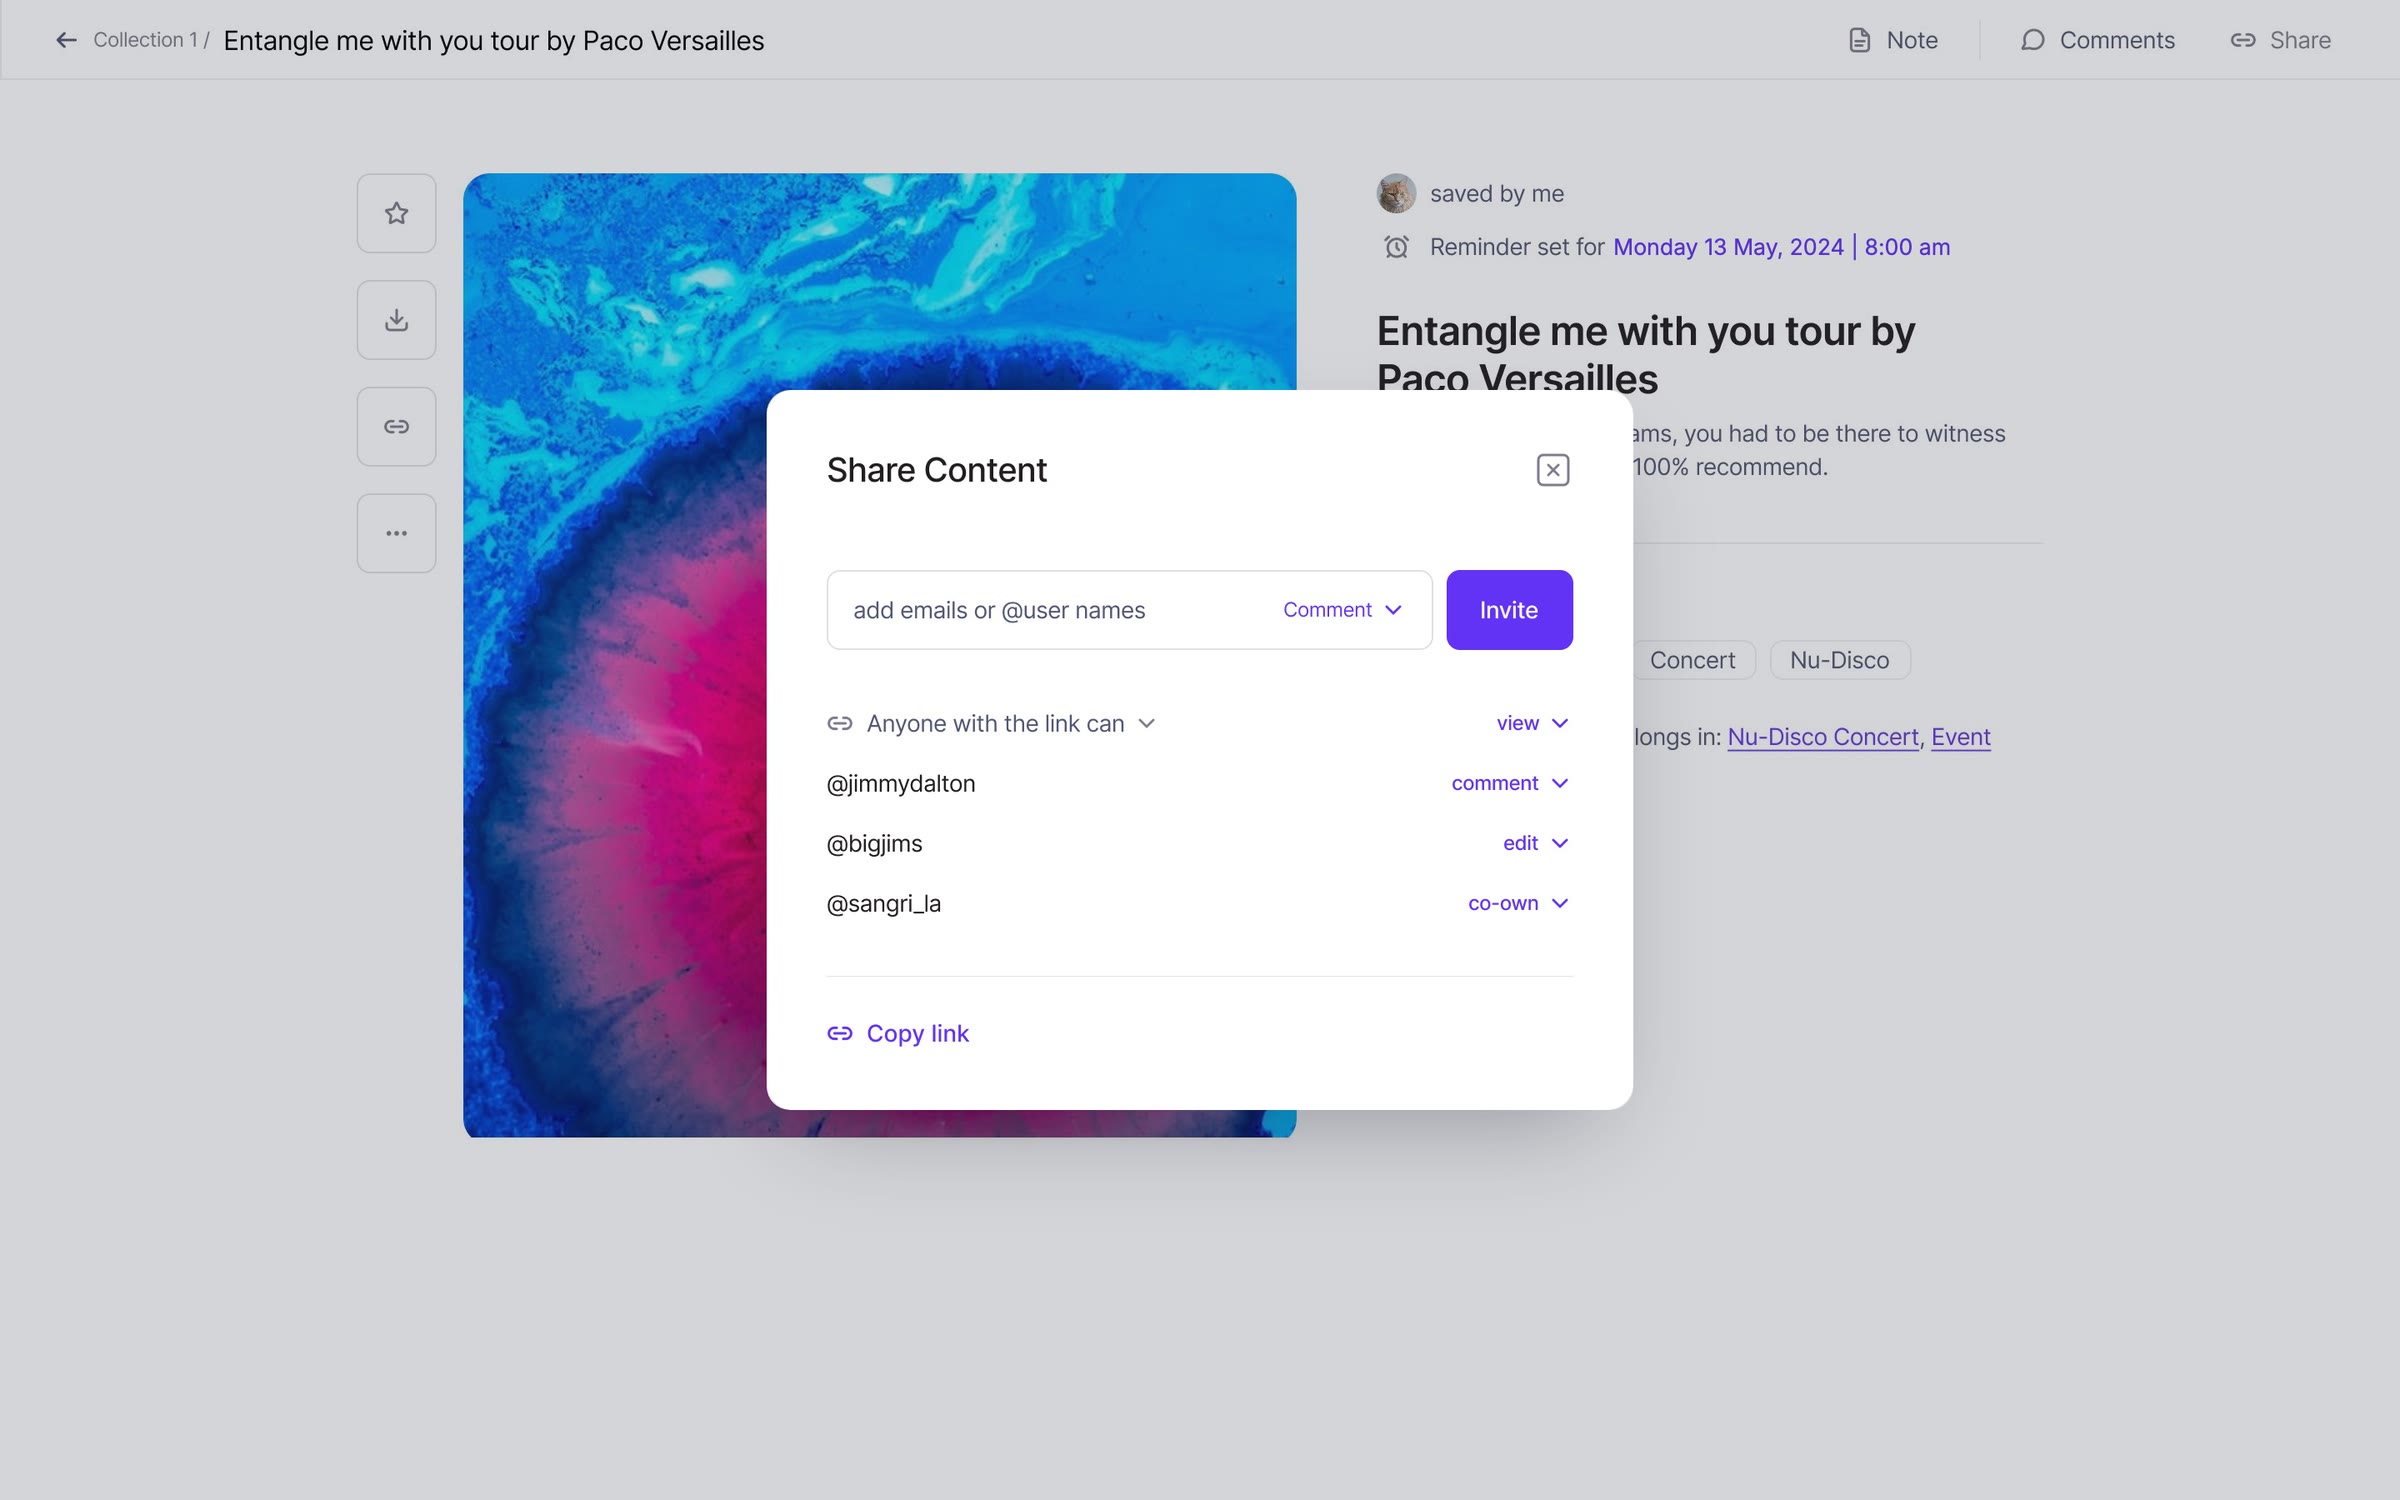 Collection 1 / Entangle me with you tour by Paco Versailles
Note
Comments
Share
saved by me
Reminder set for Monday 13 May, 2024 | 8:00 am
Entangle me with you tour by
Paco Versailles
you had to be there to witness
100% recommend.
Concert
Nu-Disco
in: Nu-Disco Concert, Event
Share Content
add emails or @user names
Comment
Invite
Anyone with the link can
view
@jimmydalton
comment
@bigjims
edit
@sangri_la
co-own
Copy link